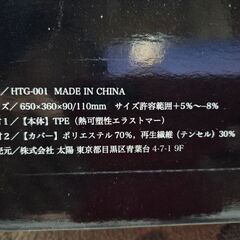 ／HTG-001 MADE IN CHINA
ズ／650×360×90/110mm サイズ許容範囲＋5%～−8%
材1／【本体】TPE（熱可塑性エラストマー）
材2／【カバー】ポリエステル 70%，再生繊維（テンセル）30%
売元／株式会社 太陽 東京都目黒区青葉台 4-7-1 9F